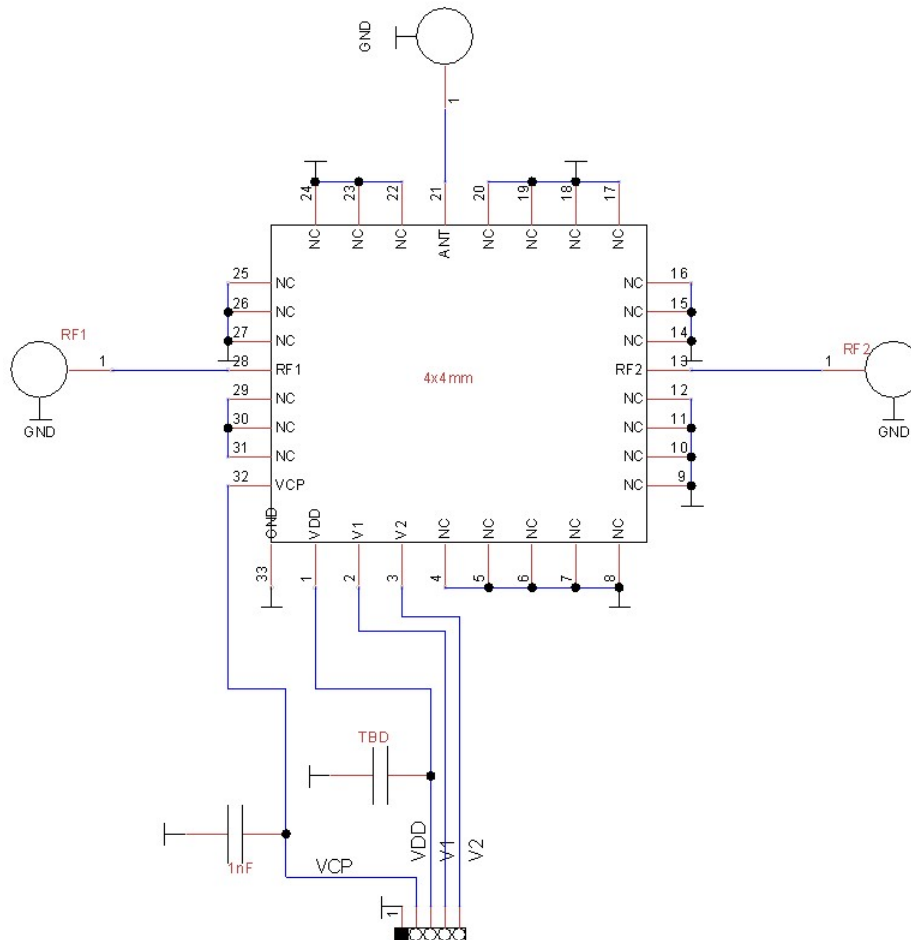 GND
1
24 23 22 21 20 19 18 17
NC NC NC ANT NC NC NC NC
25 NC NC 16
26 NC NC 15
27 NC NC 14
RF1 1 28 RF1 4x4mm RF2 13 1 RF2
GND GND
29 NC NC 12
30 NC NC 11
31 NC NC 10
32 VCP NC 9
GND VDD V1 V2 NC NC NC NC NC
33 1 2 3 4 5 6 7 8
TBD
1nF
VCP VDD V1 V2
1